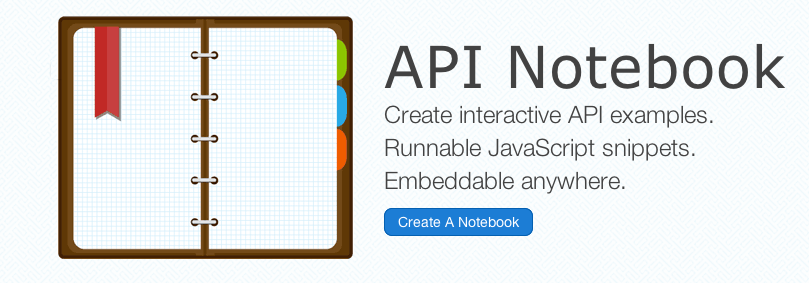 API Notebook
Create interactive API examples.
Runnable JavaScript snippets.
Embeddable anywhere.
Create A Notebook